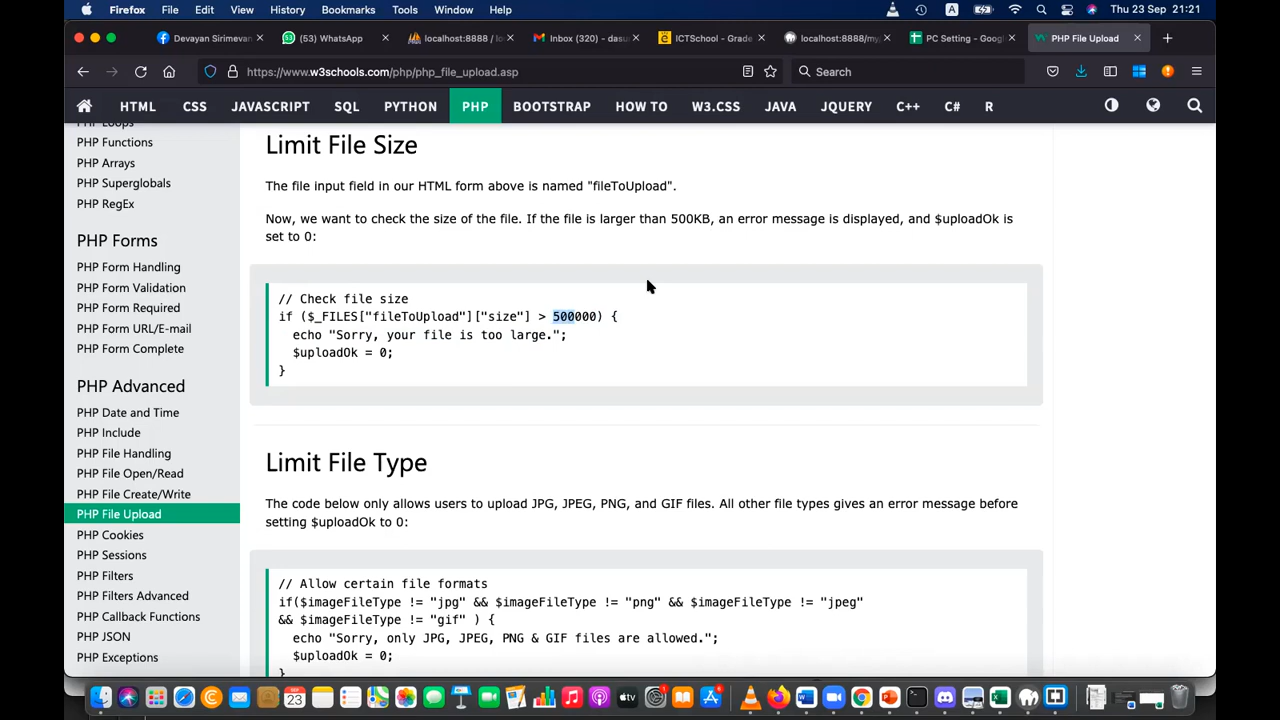 Firefox File Edit View History Bookmarks Tools Window Help
A Thu 23 Sep 21:21
Devayan Sirimevan
(53) WhatsApp
localhost:8888 / lo
Inbox (320) - dasu
ICTSchool - Grade
localhost:8888/my
PC Setting - Googl
PHP File Upload
https://www.w3schools.com/php/php_file_upload.asp
Search
HTML CSS JAVASCRIPT SQL PYTHON PHP BOOTSTRAP HOW TO W3.CSS JAVA JQUERY C++ C# R
PHP Loops
PHP Functions
PHP Arrays
PHP Superglobals
PHP RegEx
PHP Forms
PHP Form Handling
PHP Form Validation
PHP Form Required
PHP Form URL/E-mail
PHP Form Complete
PHP Advanced
PHP Date and Time
PHP Include
PHP File Handling
PHP File Open/Read
PHP File Create/Write
PHP File Upload
PHP Cookies
PHP Sessions
PHP Filters
PHP Filters Advanced
PHP Callback Functions
PHP JSON
PHP Exceptions
Limit File Size
The file input field in our HTML form above is named "fileToUpload".
Now, we want to check the size of the file. If the file is larger than 500KB, an error message is displayed, and $uploadOk is
set to 0:
// Check file size
if ($_FILES["fileToUpload"]["size"] > 500000) {
echo "Sorry, your file is too large.";
$uploadOk = 0;
}
Limit File Type
The code below only allows users to upload JPG, JPEG, PNG, and GIF files. All other file types gives an error message before
setting $uploadOk to 0:
// Allow certain file formats
if($imageFileType != "jpg" && $imageFileType != "png" && $imageFileType != "jpeg"
&& $imageFileType != "gif" ) {
echo "Sorry, only JPG, JPEG, PNG & GIF files are allowed.";
$uploadOk = 0;
}
SEP
23
tv